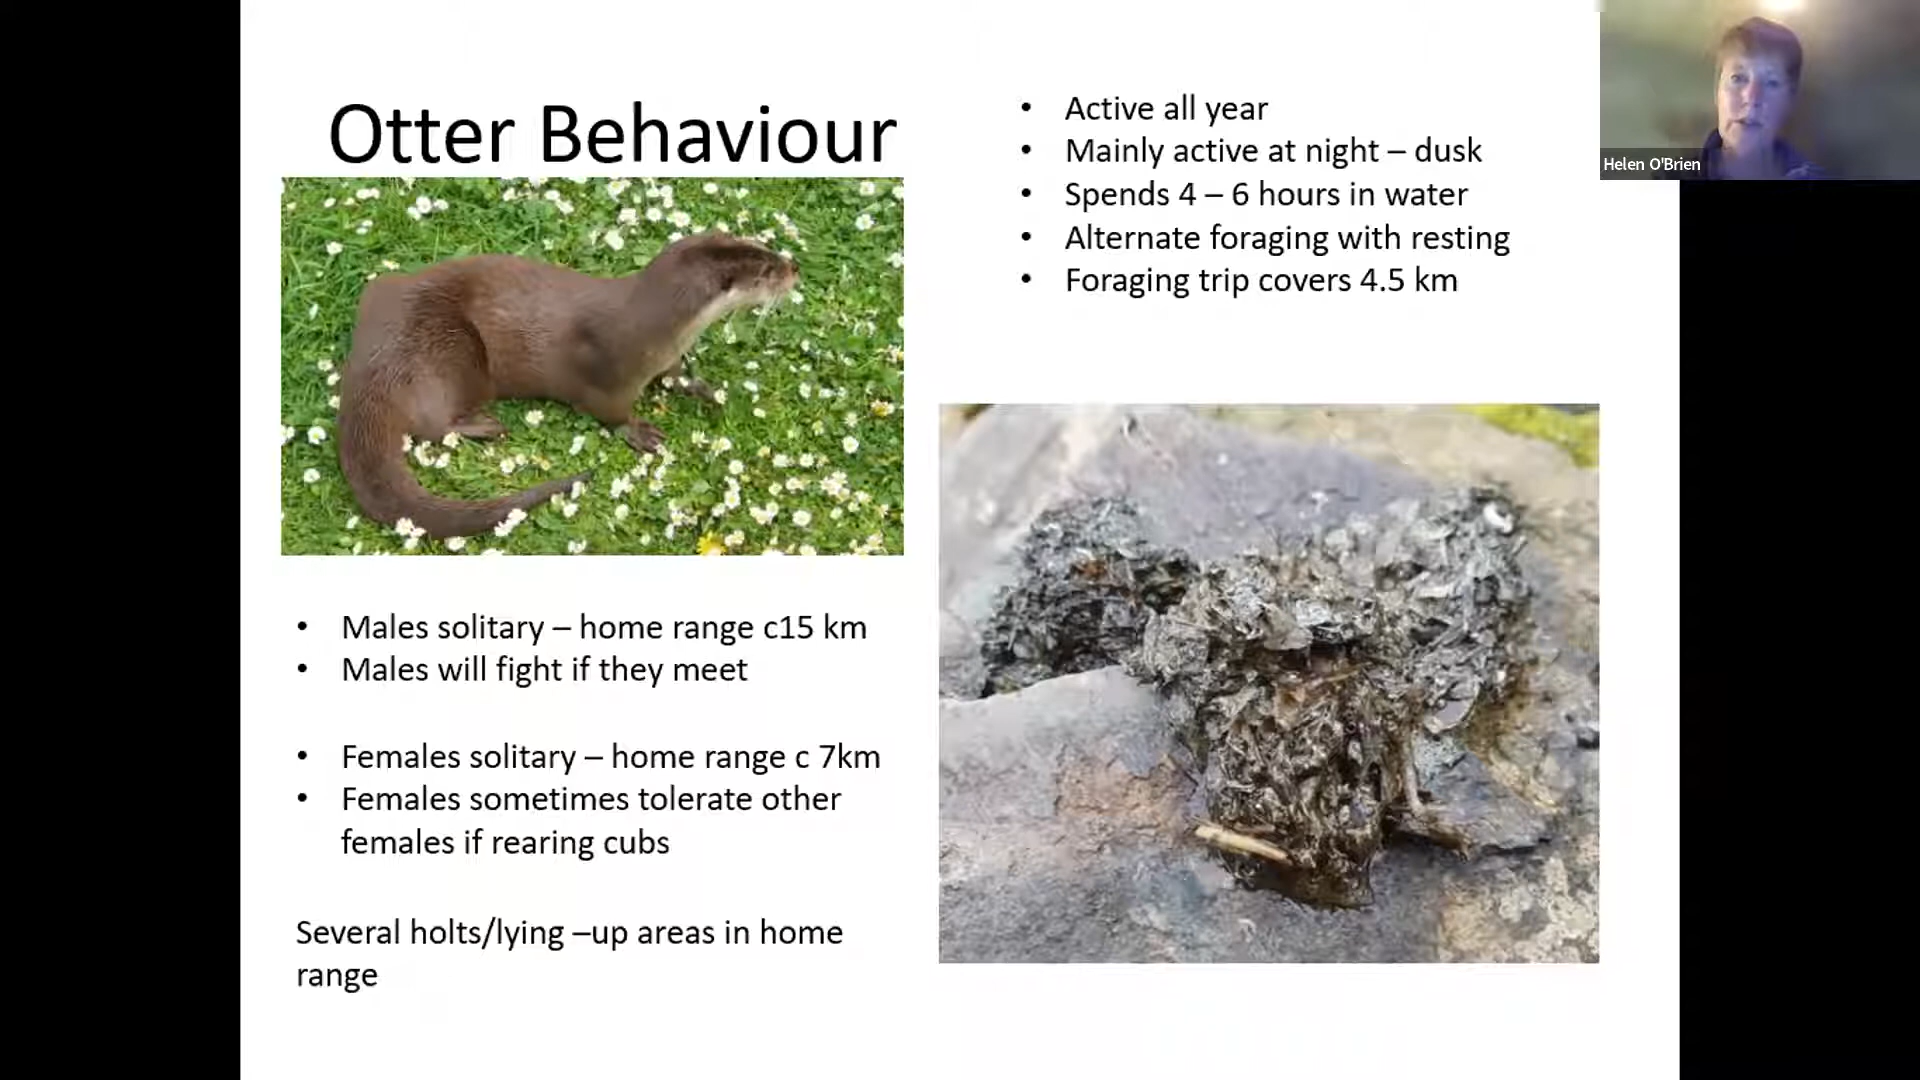 Otter Behaviour
• Active all year
• Mainly active at night – dusk
• Spends 4 – 6 hours in water
• Alternate foraging with resting
• Foraging trip covers 4.5 km
Helen O'Brien
• Males solitary – home range c15 km
• Males will fight if they meet
• Females solitary – home range c 7km
• Females sometimes tolerate other
females if rearing cubs
Several holts/lying –up areas in home
range